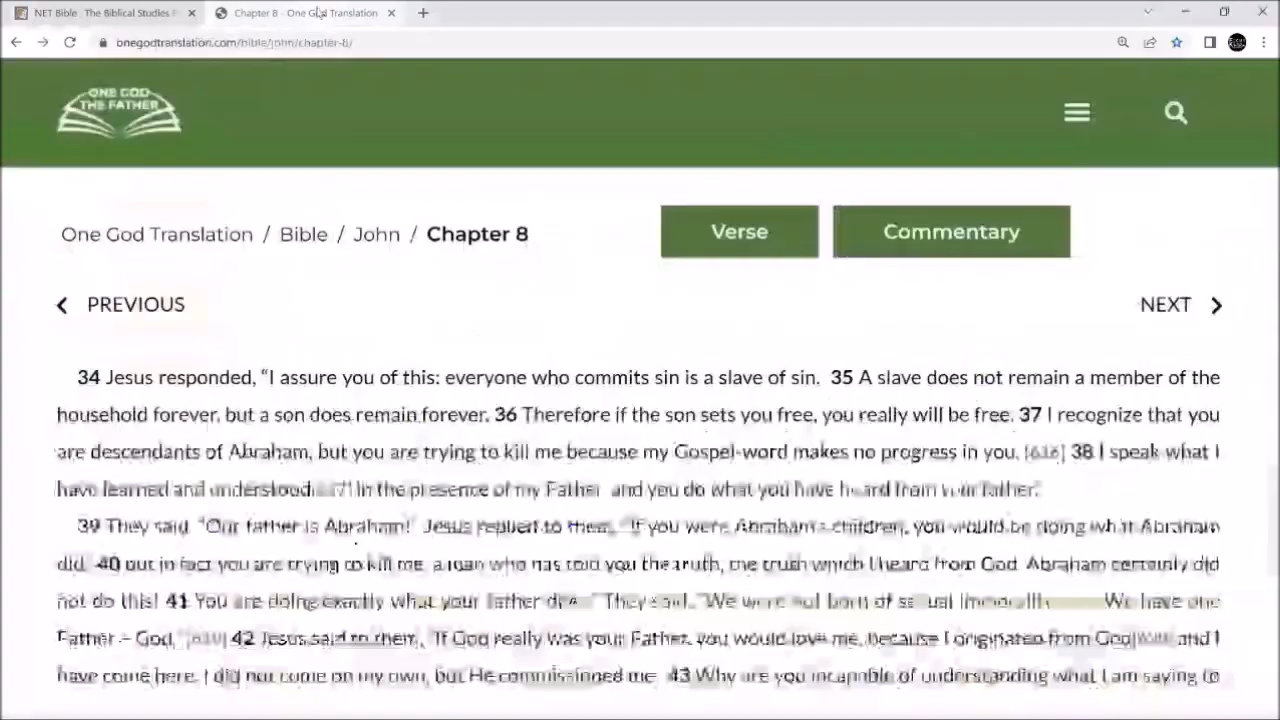 NET Bible The Biblical Studies
Chapter 8 - One God Translation
onegodtranslation.com/bible/john/chapter-8/
ONE GOD
THE FATHER
One God Translation / Bible / John / Chapter 8
Verse
Commentary
PREVIOUS
NEXT
34 Jesus responded, “I assure you of this: everyone who commits sin is a slave of sin. 35 A slave does not remain a member of the
household forever, but a son does remain forever. 36 Therefore if the son sets you free, you really will be free. 37 I recognize that you
are descendants of Abraham, but you are trying to kill me because my Gospel-word makes no progress in you. 38 I speak what I
have learned and understood in the presence of my Father and you do what you have heard from your father.”
39 They said, “Our father is Abraham!” Jesus replied to them, “If you were Abraham's children, you would be doing what Abraham
did. 40 but in fact you are trying to kill me, a man who has told you the truth, the truth which I heard from God. Abraham certainly did
not do this! 41 You are doing exactly what your father They said, “We were not born of sexual We have one
Father – God.” 42 Jesus said to them, “If God really was your Father, you would love me, because I originated from God and I
have come here. I did not come on my own, but He commissioned me. 43 Why are you incapable of understanding what I am saying to